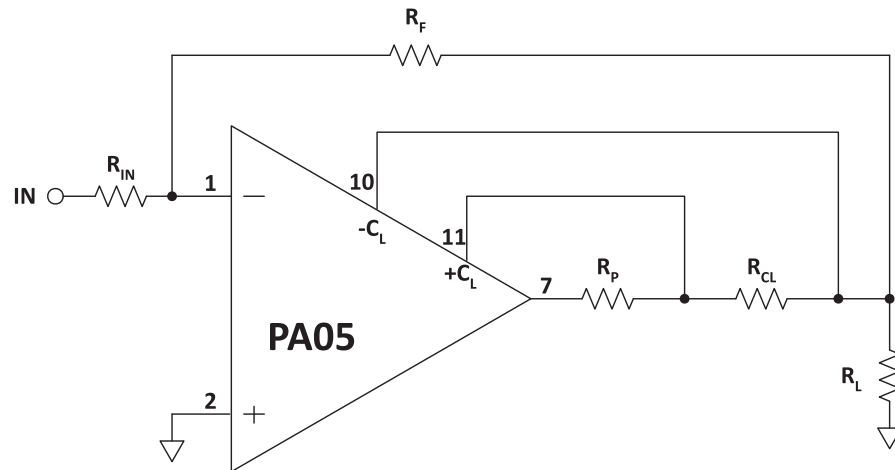 R_F
R_IN
IN
1
10
-C_L
11
+C_L
7
R_P
R_CL
PA05
2
R_L